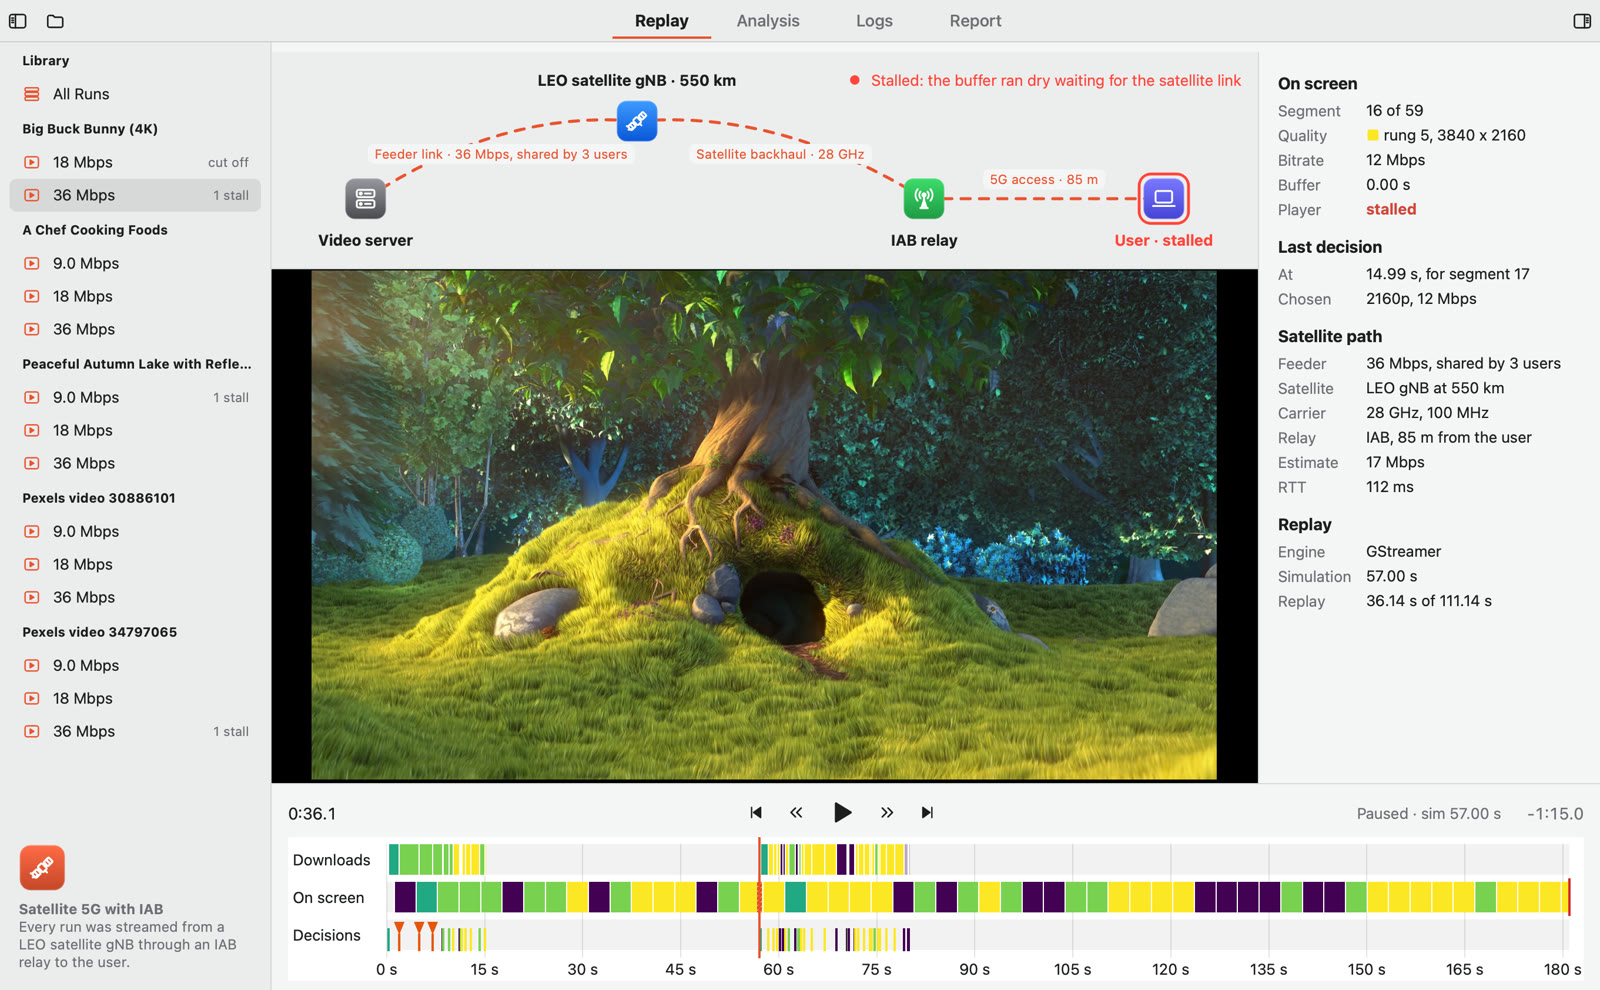 Replay
Analysis
Logs
Report
Library
All Runs
Big Buck Bunny (4K)
18 Mbps cut off
36 Mbps 1 stall
A Chef Cooking Foods
9.0 Mbps
18 Mbps
36 Mbps
Peaceful Autumn Lake with Refle...
9.0 Mbps 1 stall
18 Mbps
36 Mbps
Pexels video 30886101
9.0 Mbps
18 Mbps
36 Mbps
Pexels video 34797065
9.0 Mbps
18 Mbps
36 Mbps 1 stall
Satellite 5G with IAB
Every run was streamed from a
LEO satellite gNB through an IAB
relay to the user.
LEO satellite gNB · 550 km
Stalled: the buffer ran dry waiting for the satellite link
Feeder link · 36 Mbps, shared by 3 users
Satellite backhaul · 28 GHz
5G access · 85 m
Video server
IAB relay
User · stalled
On screen
Segment 16 of 59
Quality rung 5, 3840 x 2160
Bitrate 12 Mbps
Buffer 0.00 s
Player stalled
Last decision
At 14.99 s, for segment 17
Chosen 2160p, 12 Mbps
Satellite path
Feeder 36 Mbps, shared by 3 users
Satellite LEO gNB at 550 km
Carrier 28 GHz, 100 MHz
Relay IAB, 85 m from the user
Estimate 17 Mbps
RTT 112 ms
Replay
Engine GStreamer
Simulation 57.00 s
Replay 36.14 s of 111.14 s
0:36.1
Paused · sim 57.00 s -1:15.0
Downloads
On screen
Decisions
0 s 15 s 30 s 45 s 60 s 75 s 90 s 105 s 120 s 135 s 150 s 165 s 180 s